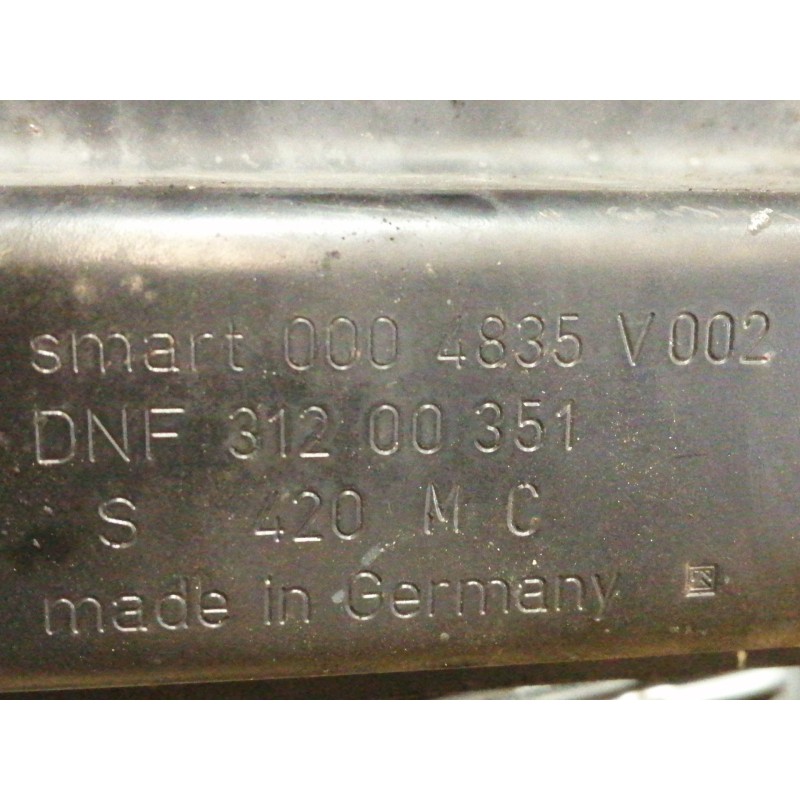 smart 000 4835 V002
DNF 312 00 351
S 420 M C
made in Germany